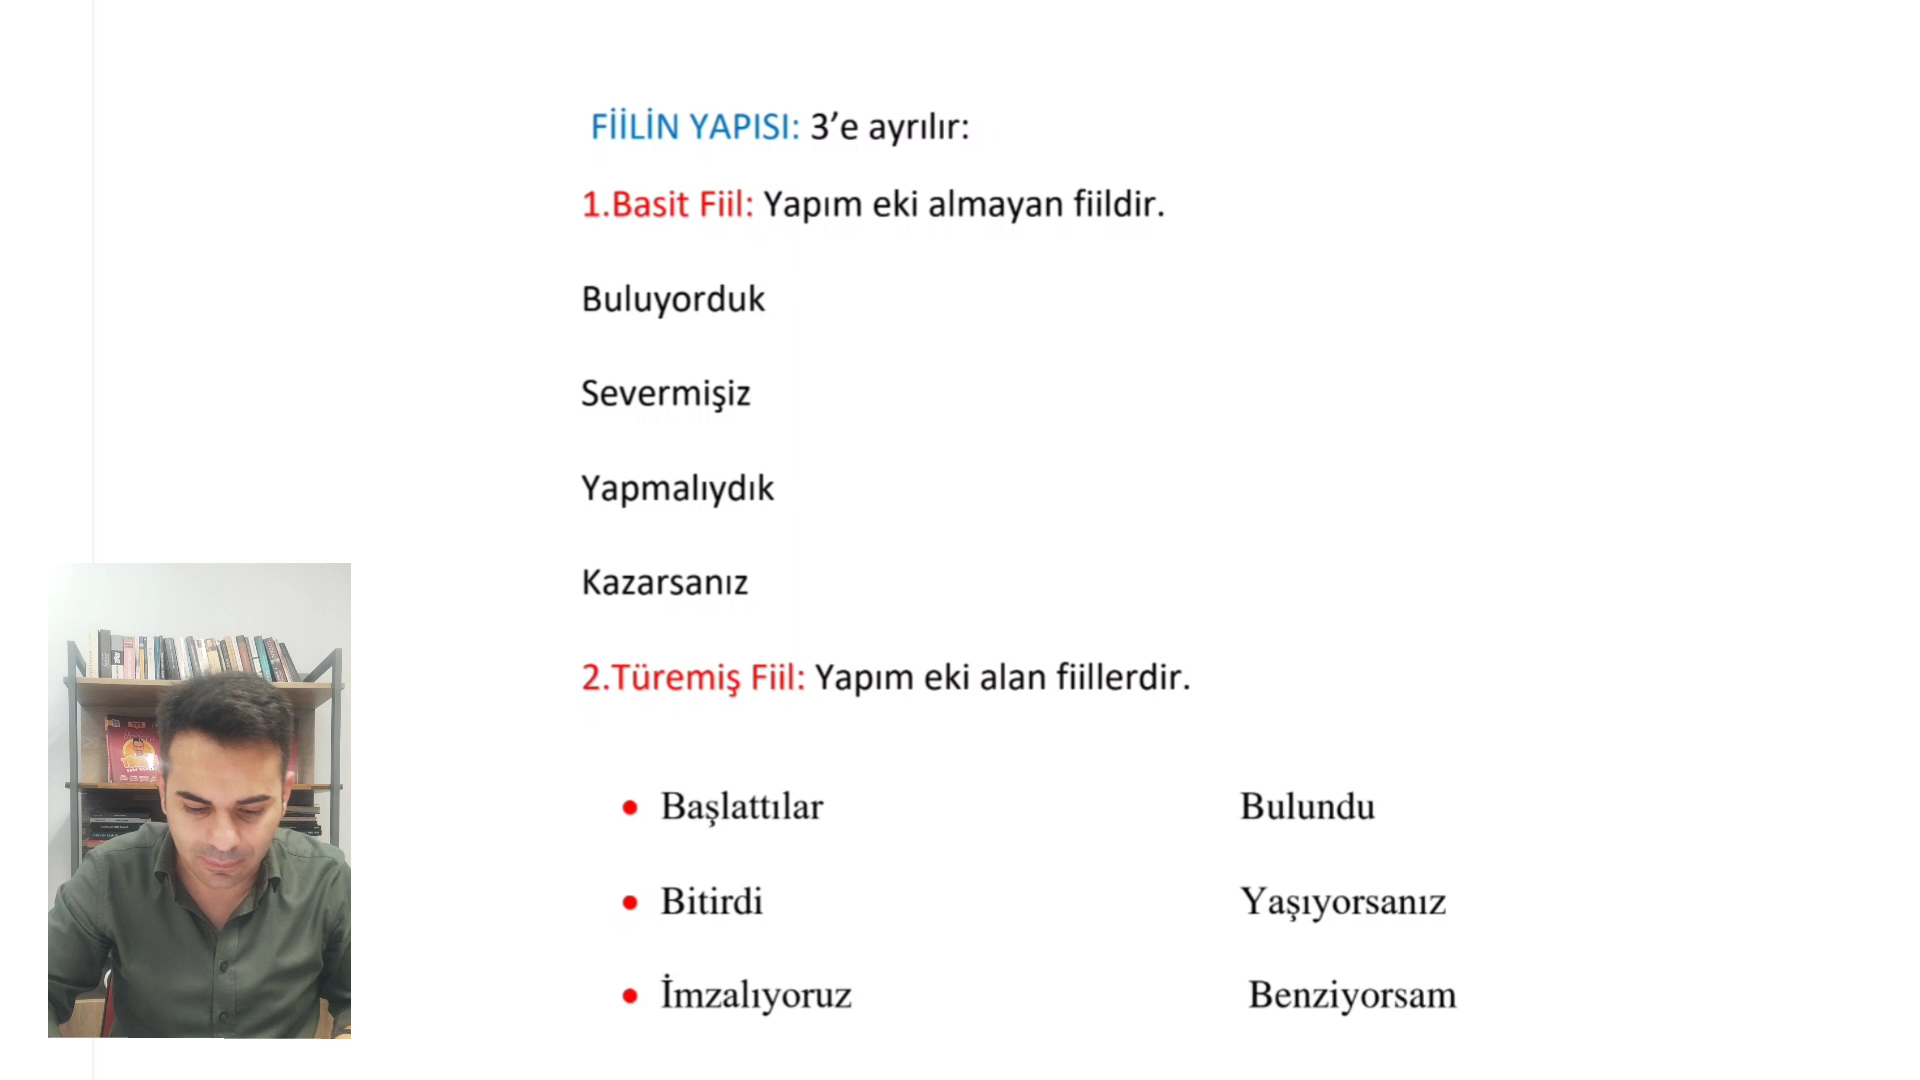 FİİLİN YAPISI: 3’e ayrılır:
1.Basit Fiil: Yapım eki almayan fiildir.
Buluyorduk
Severmişiz
Yapmalıydık
Kazarsanız
2.Türemiş Fiil: Yapım eki alan fiillerdir.
• Başlattılar Bulundu
• Bitirdi Yaşıyorsanız
• İmzalıyoruz Benziyorsam